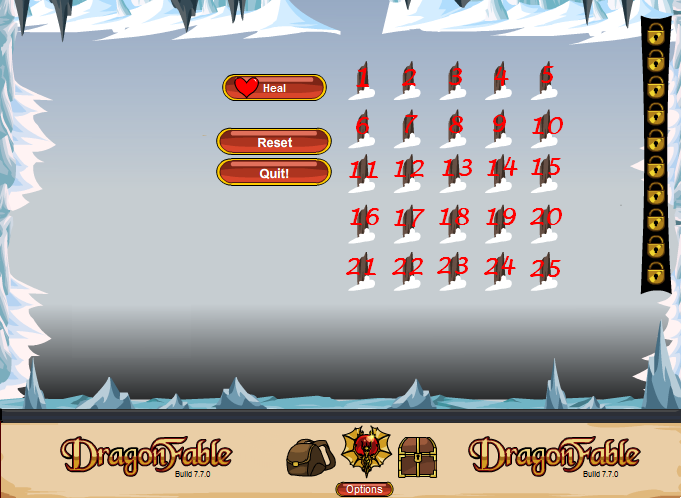 Heal
1 2 3 4 5
6 7 8 9 10
Reset
Quit!
11 12 13 14 15
16 17 18 19 20
21 22 23 24 25
DragonFable
Build 7.7.0
DragonFable
Build 7.7.0
Options